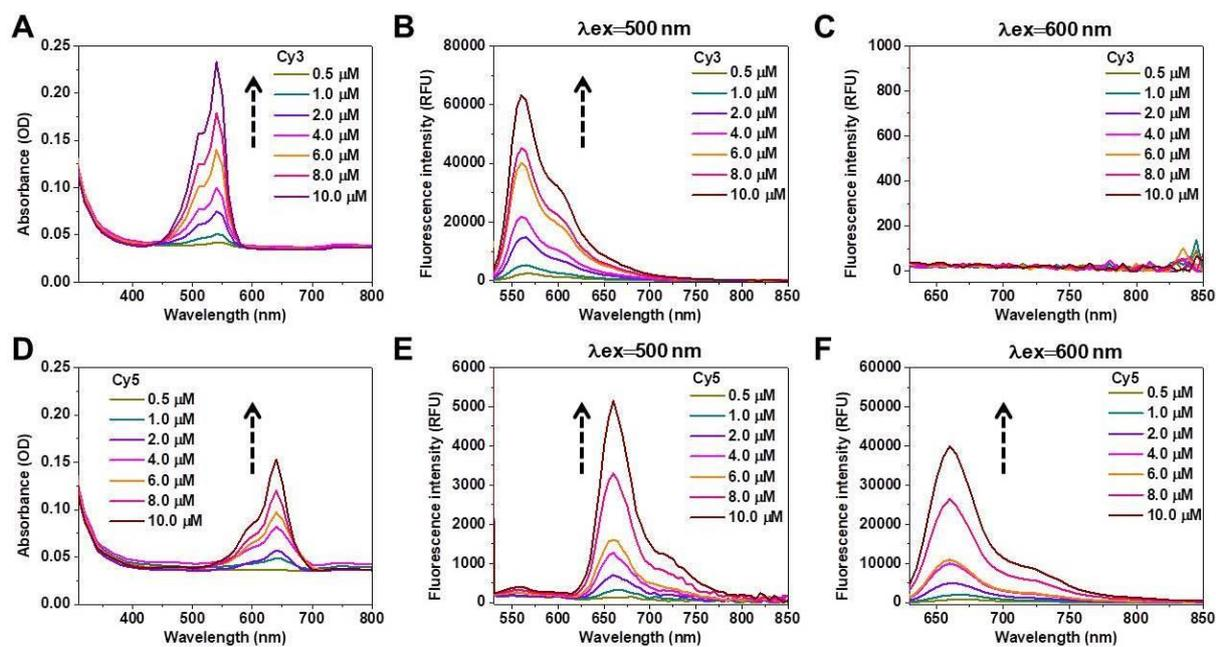 A
Cy3
0.5 μM
1.0 μM
2.0 μM
4.0 μM
6.0 μM
8.0 μM
10.0 μM
0.25
0.20
0.15
0.10
0.05
0.00
Absorbance (OD)
400 500 600 700 800
Wavelength (nm)
B
λex=500 nm
Cy3
0.5 μM
1.0 μM
2.0 μM
4.0 μM
6.0 μM
8.0 μM
10.0 μM
80000
60000
40000
20000
0
Fluorescence intensity (RFU)
550 600 650 700 750 800 850
Wavelength (nm)
C
λex=600 nm
Cy3
0.5 μM
1.0 μM
2.0 μM
4.0 μM
6.0 μM
8.0 μM
10.0 μM
1000
800
600
400
200
0
Fluorescence intensity (RFU)
650 700 750 800 850
Wavelength (nm)
D
Cy5
0.5 μM
1.0 μM
2.0 μM
4.0 μM
6.0 μM
8.0 μM
10.0 μM
0.25
0.20
0.15
0.10
0.05
0.00
Absorbance (OD)
400 500 600 700 800
Wavelength (nm)
E
λex=500 nm
Cy5
0.5 μM
1.0 μM
2.0 μM
4.0 μM
6.0 μM
8.0 μM
10.0 μM
6000
5000
4000
3000
2000
1000
0
Fluorescence intensity (RFU)
550 600 650 700 750 800 850
Wavelength (nm)
F
λex=600 nm
Cy5
0.5 μM
1.0 μM
2.0 μM
4.0 μM
6.0 μM
8.0 μM
10.0 μM
60000
50000
40000
30000
20000
10000
0
Fluorescence intensity (RFU)
650 700 750 800 850
Wavelength (nm)